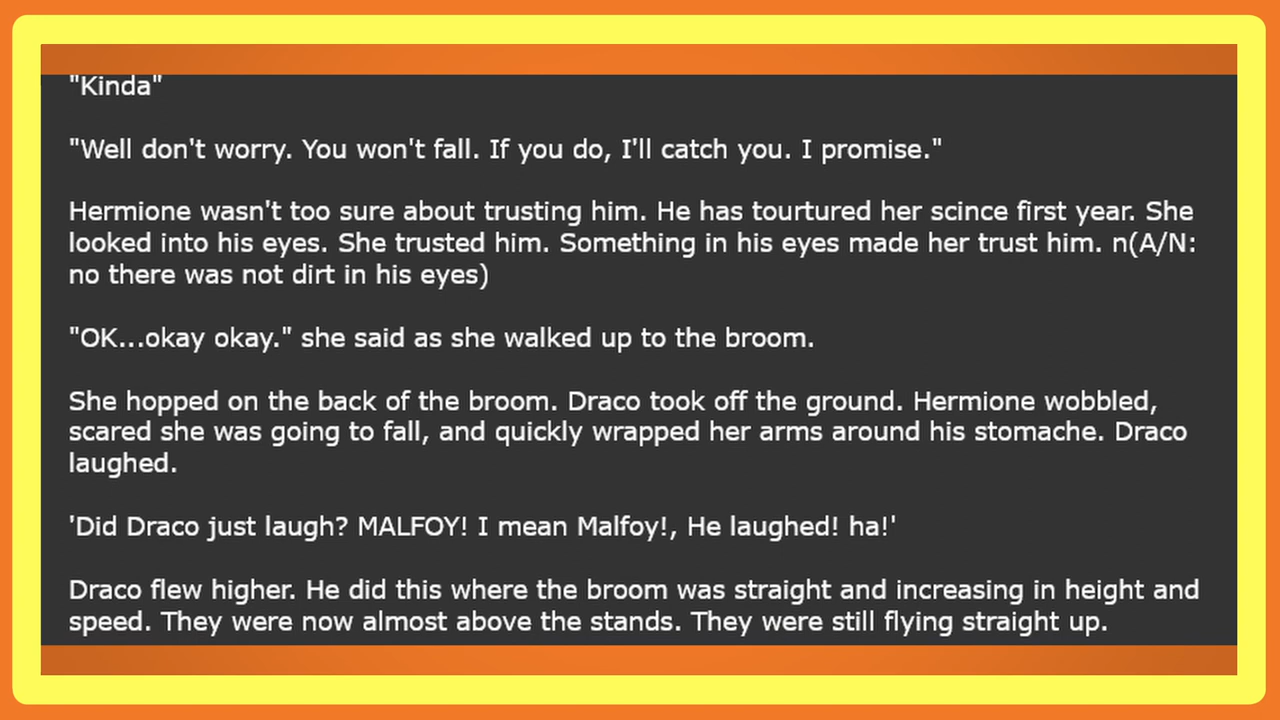 "Kinda"
"Well don't worry. You won't fall. If you do, I'll catch you. I promise."
Hermione wasn't too sure about trusting him. He has tourtured her scince first year. She
looked into his eyes. She trusted him. Something in his eyes made her trust him. n(A/N:
no there was not dirt in his eyes)
"OK...okay okay." she said as she walked up to the broom.
She hopped on the back of the broom. Draco took off the ground. Hermione wobbled,
scared she was going to fall, and quickly wrapped her arms around his stomache. Draco
laughed.
'Did Draco just laugh? MALFOY! I mean Malfoy!, He laughed! ha!'
Draco flew higher. He did this where the broom was straight and increasing in height and
speed. They were now almost above the stands. They were still flying straight up.